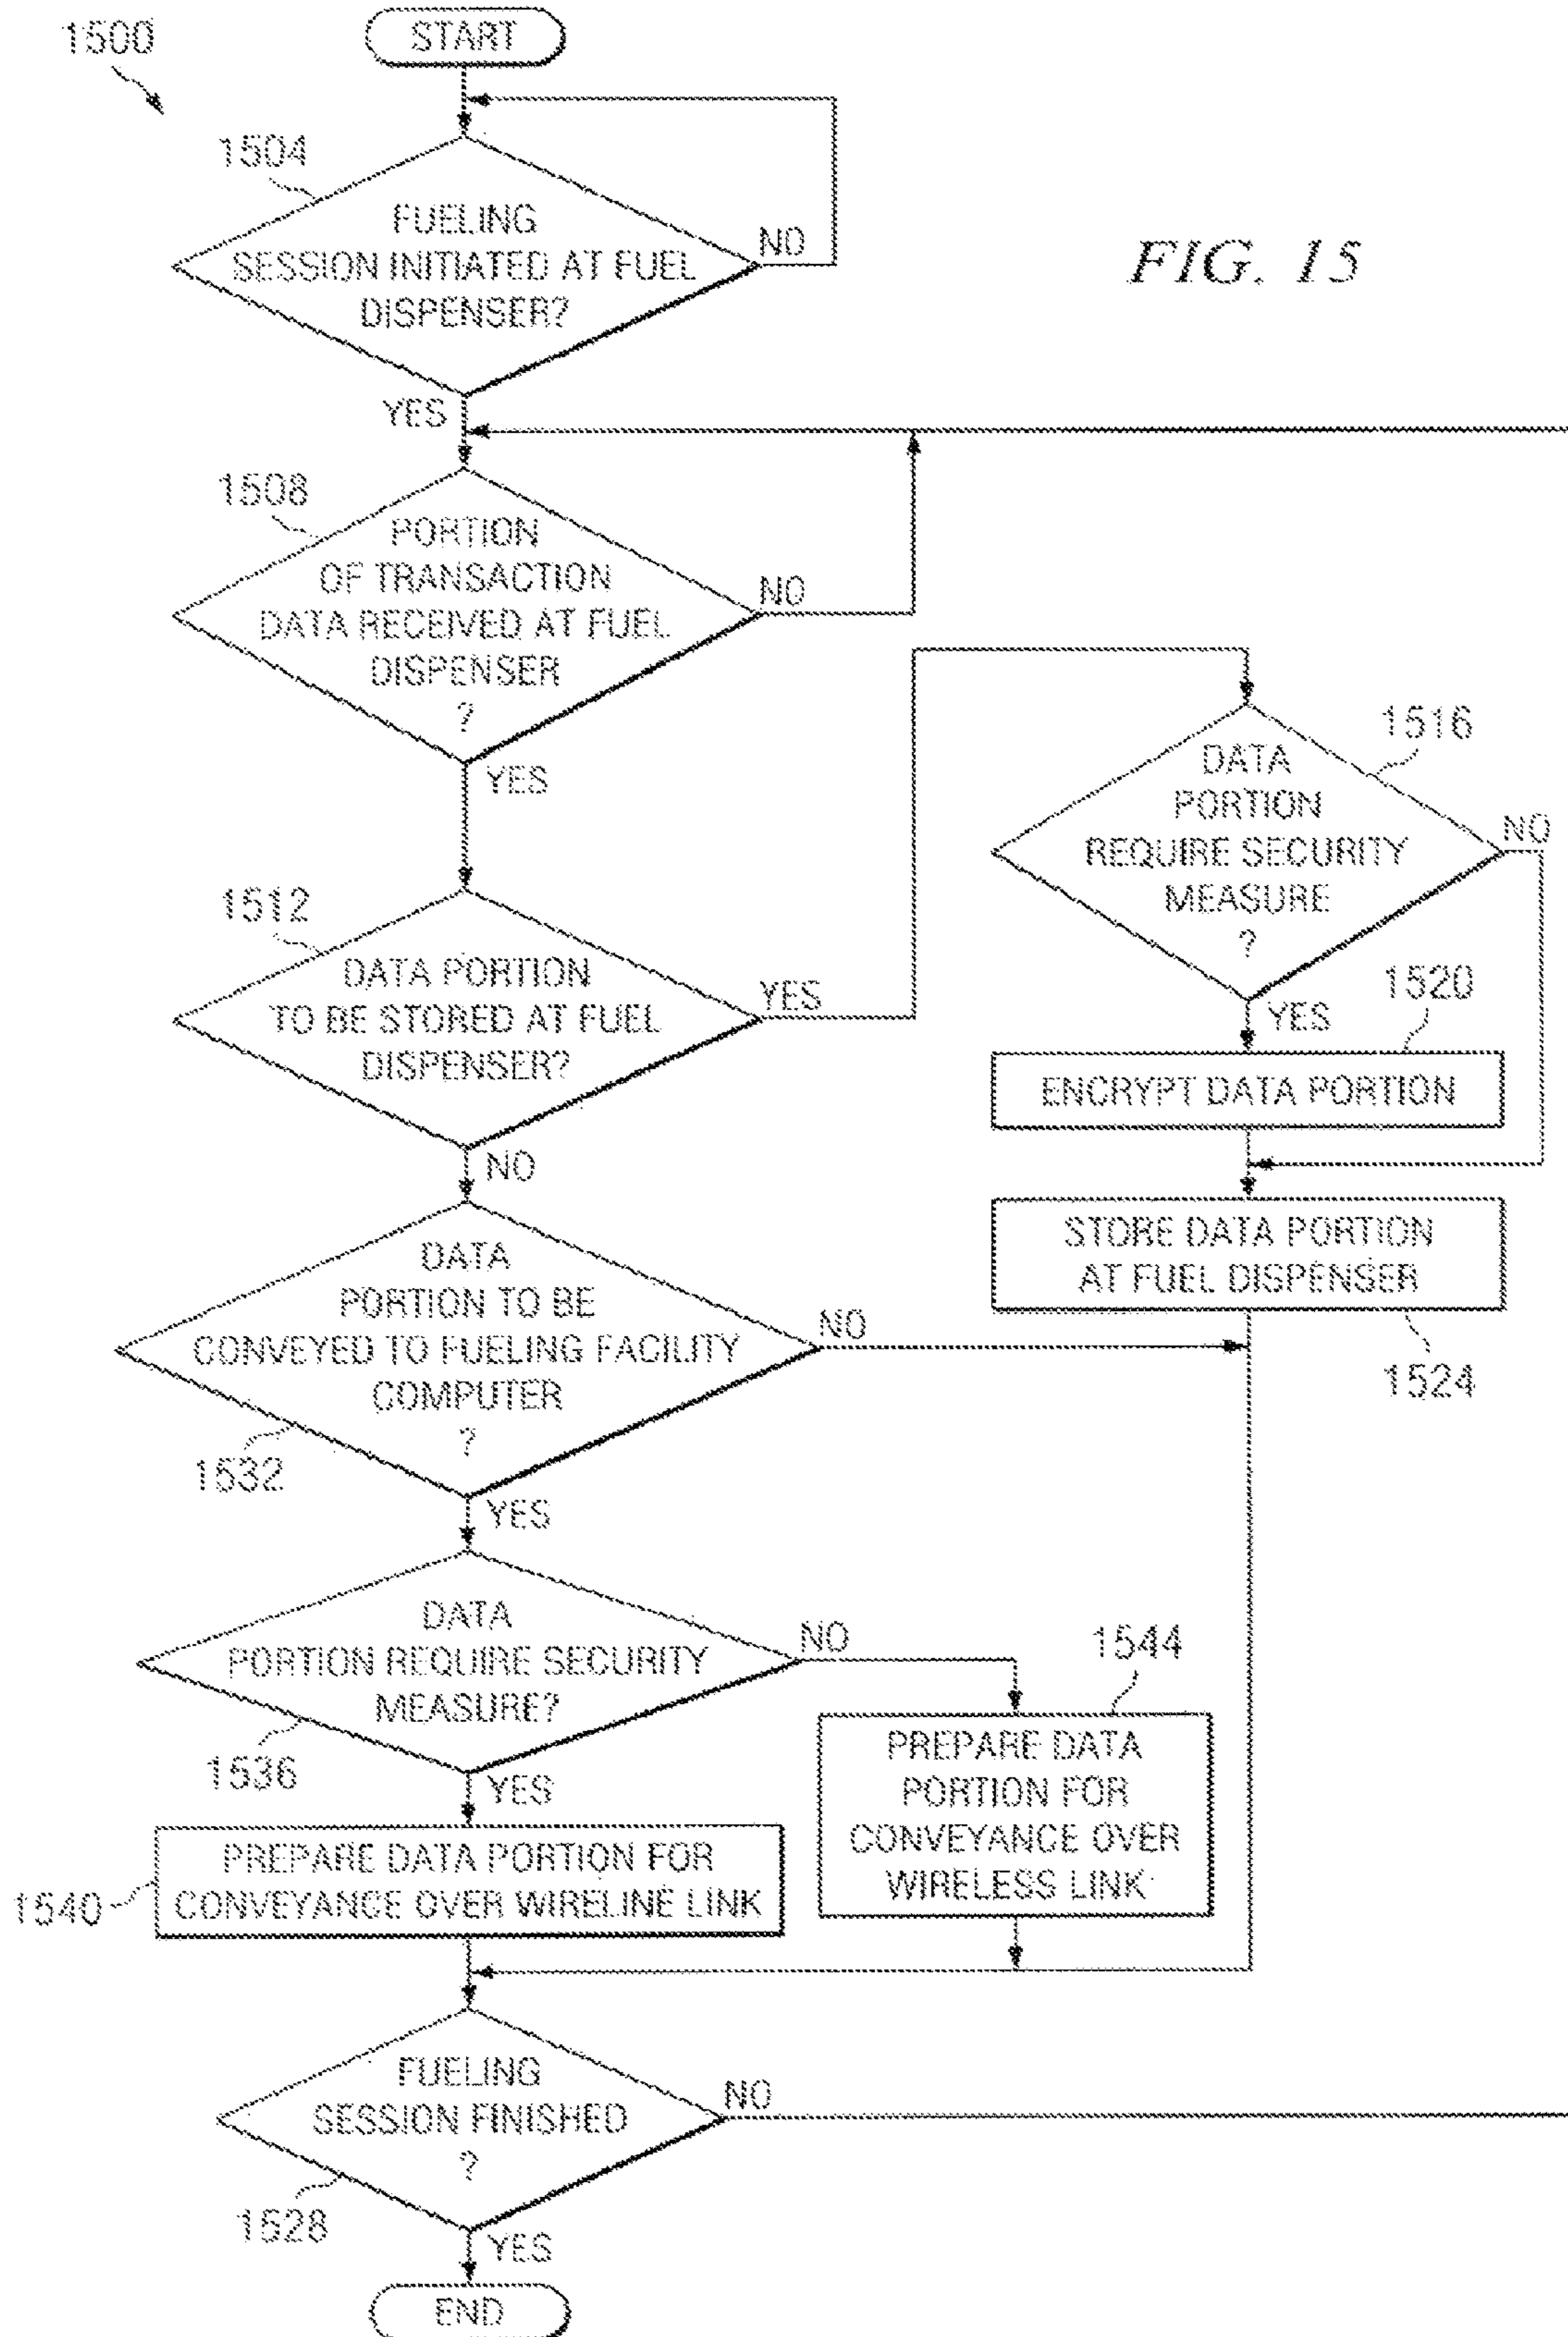 1500
START
1504
FUELING
SESSION INITIATED AT FUEL
DISPENSER?
NO
FIG. 15
YES
1508
PORTION
OF TRANSACTION
DATA RECEIVED AT FUEL
DISPENSER
?
NO
YES
1516
DATA
PORTION
REQUIRE SECURITY
MEASURE
?
NO
YES
1512
DATA PORTION
TO BE STORED AT FUEL
DISPENSER?
YES
NO
1520
ENCRYPT DATA PORTION
STORE DATA PORTION
AT FUEL DISPENSER
1524
DATA
PORTION TO BE
CONVEYED TO FUELING FACILITY
COMPUTER
?
NO
1532
YES
DATA
PORTION REQUIRE SECURITY
MEASURE?
NO
1536
YES
1544
PREPARE DATA
PORTION FOR
CONVEYANCE OVER
WIRELESS LINK
PREPARE DATA PORTION FOR
CONVEYANCE OVER WIRELINE LINK
1540
FUELING
SESSION FINISHED
?
NO
1528
YES
END